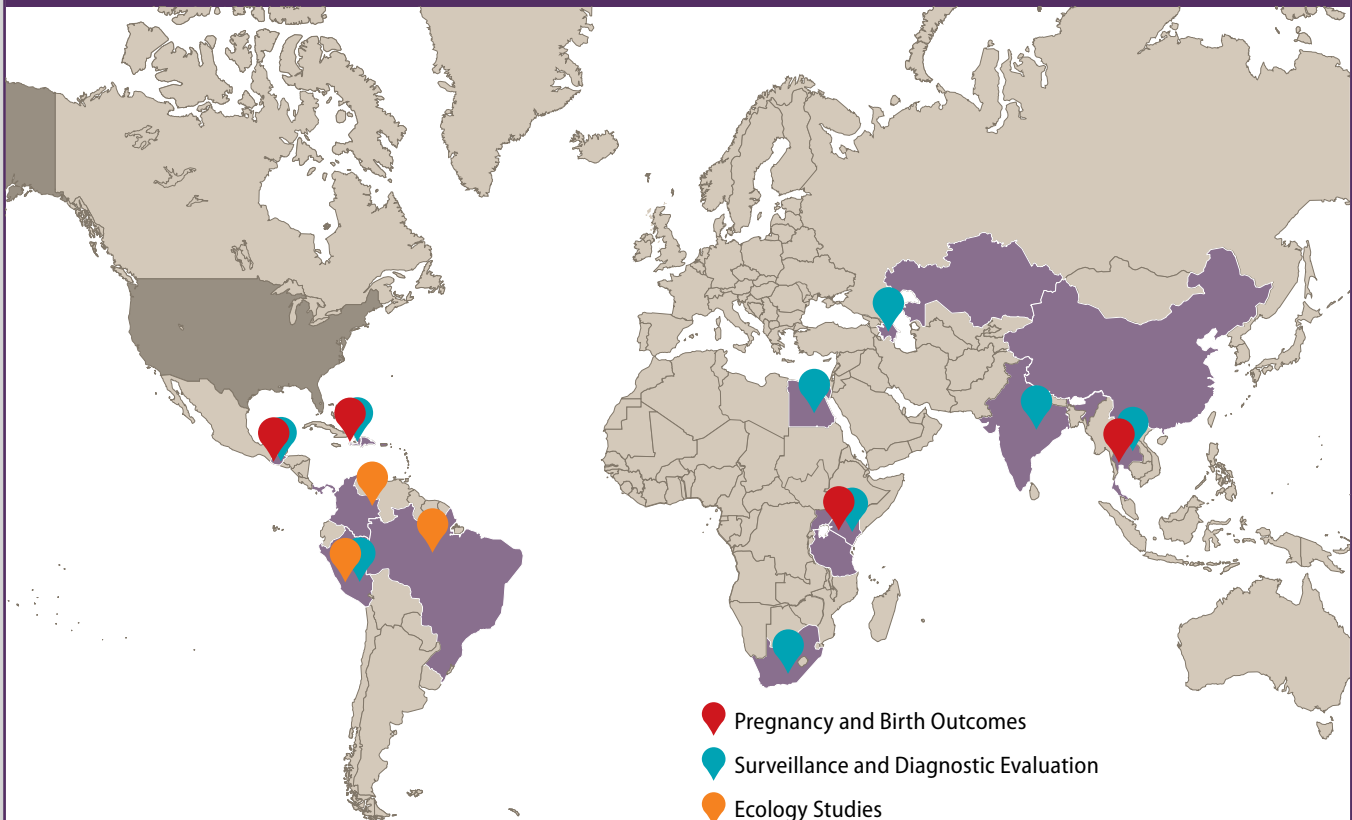 Pregnancy and Birth Outcomes
Surveillance and Diagnostic Evaluation
Ecology Studies